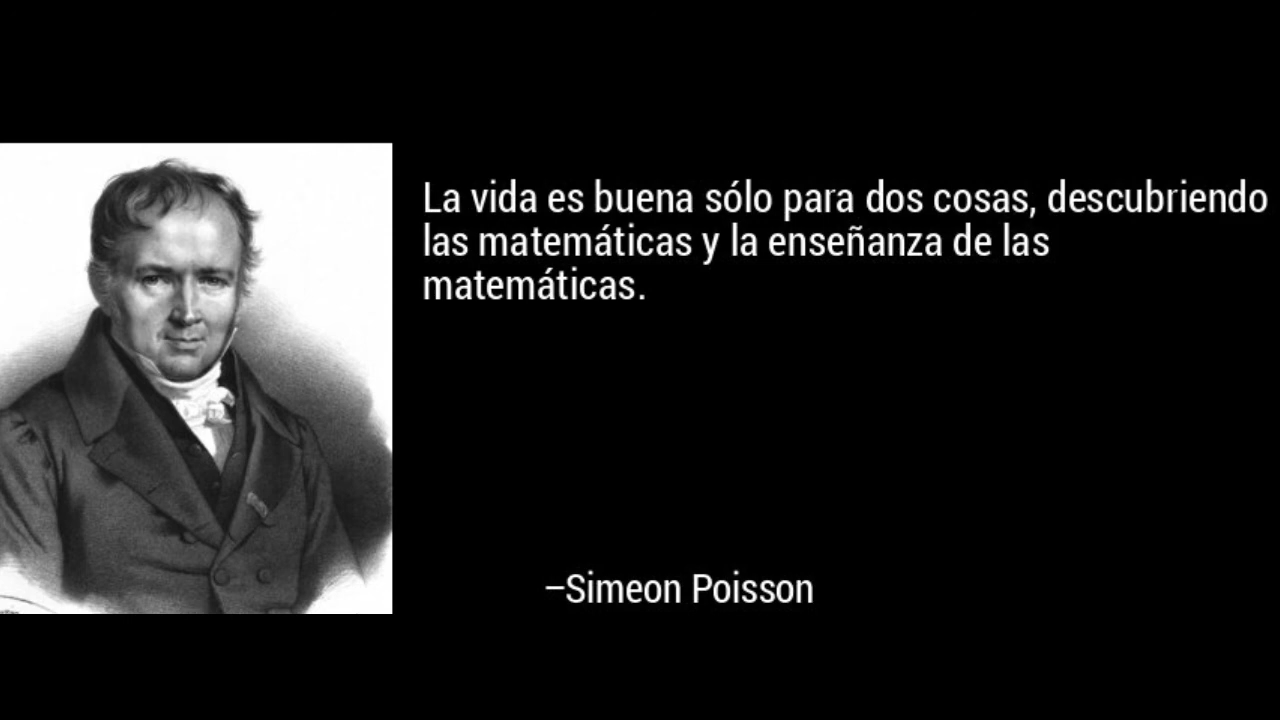 La vida es buena sólo para dos cosas, descubriendo
las matemáticas y la enseñanza de las
matemáticas.
–Simeon Poisson